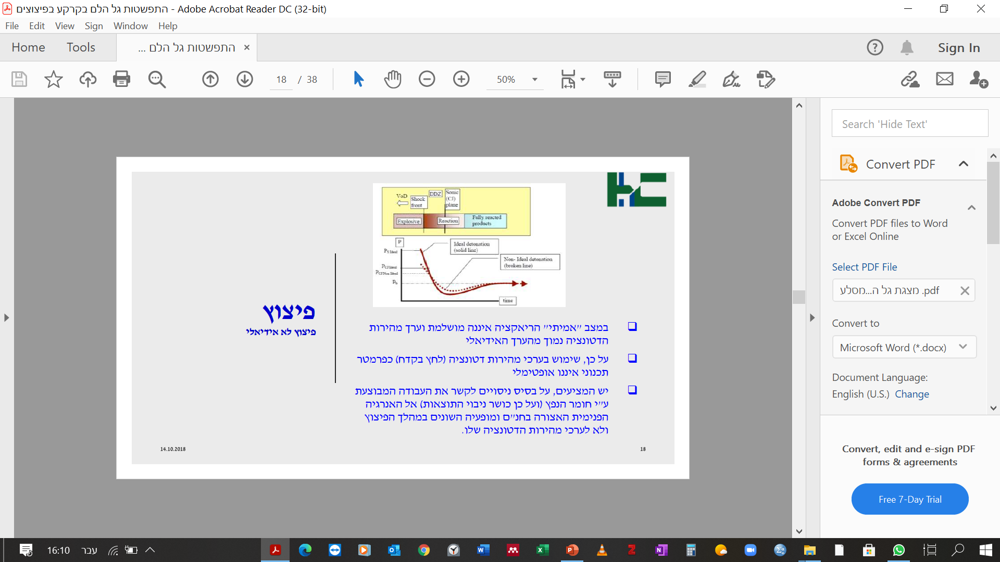 התפשטות גל הלם בקרקע בפיצוצים - Adobe Acrobat Reader DC (32-bit)
File Edit View Sign Window Help
Home Tools התפשטות גל הלם ... × Sign In
18 / 38 50%
Search 'Hide Text'
Convert PDF
Adobe Convert PDF
Convert PDF files to Word
or Excel Online
Select PDF File
מצגת גל ה...מסלע .pdf
Convert to
Microsoft Word (*.docx)
Document Language:
English (U.S.) Change
Convert, edit and e-sign PDF
forms & agreements
Free 7-Day Trial
VoD
Shock
front
DDZ
Sonic
(CJ)
plane
Explosive
Reaction
Fully reacted
products
P
Ps Ideal
PCJ Ideal
PCJ Non Ideal
Pb
Ideal detonation
(solid line)
Non- Ideal detonation
(broken line)
time
פיצוץ
פיצוץ לא אידיאלי
במצב "אמיתי" הריאקציה איננה מושלמת וערך מהירות
הדטונציה נמוך מהערך האידיאלי
על כן, שימוש בערכי מהירות דטונציה (לחץ בקדח) כפרמטר
תכנוני איננו אופטימלי
יש המציעים, על בסיס ניסויים לקשר את העבודה המבוצעת
ע"י חומר הנפץ (ועל כן כושר ניבוי התוצאות) אל האנרגיה
הפנימית האצורה בחנ"ם ומופעיה השונים במהלך הפיצוץ
ולא לערכי מהירות הדטונציה שלו.
14.10.2018
18
16:10 עבר